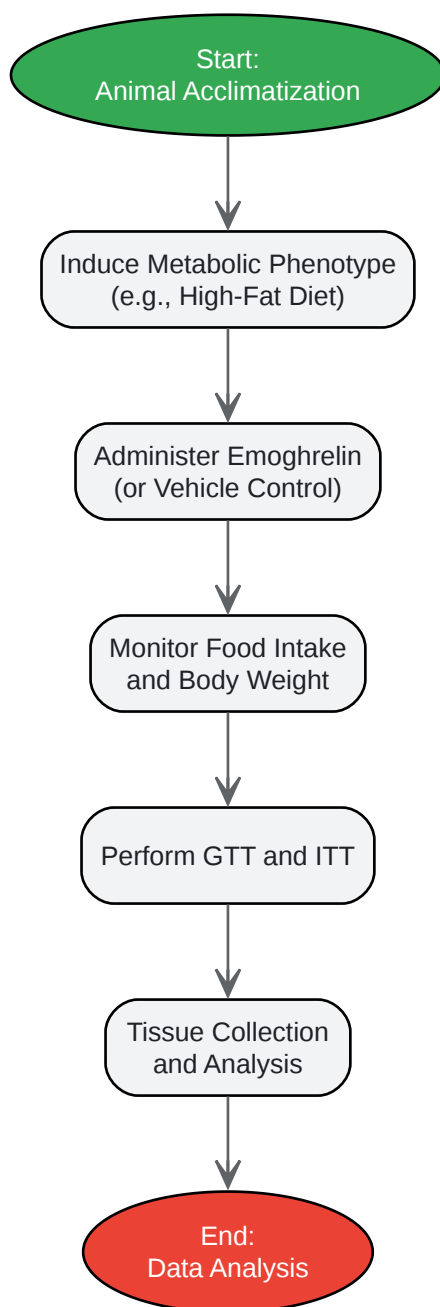 Start:
Animal Acclimatization
Induce Metabolic Phenotype
(e.g., High-Fat Diet)
Administer Emoghrelin
(or Vehicle Control)
Monitor Food Intake
and Body Weight
Perform GTT and ITT
Tissue Collection
and Analysis
End:
Data Analysis